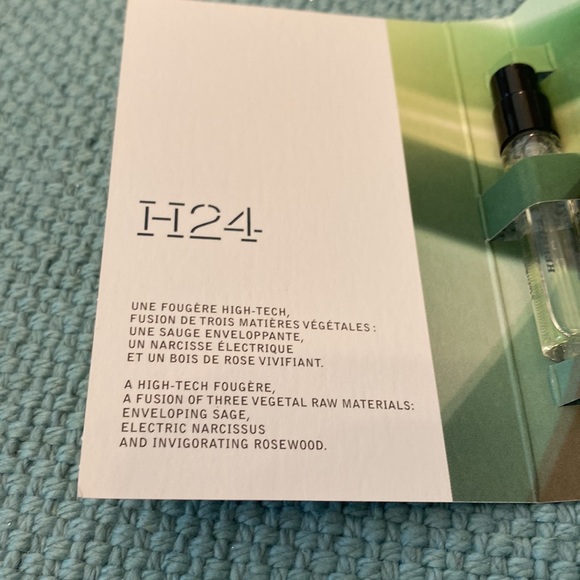 H24
UNE FOUGÈRE HIGH-TECH,
FUSION DE TROIS MATIÈRES VÉGÉTALES :
UNE SAUGE ENVELOPPANTE,
UN NARCISSE ÉLECTRIQUE
ET UN BOIS DE ROSE VIVIFIANT.
A HIGH-TECH FOUGÈRE,
A FUSION OF THREE VEGETAL RAW MATERIALS:
ENVELOPING SAGE,
ELECTRIC NARCISSUS
AND INVIGORATING ROSEWOOD.